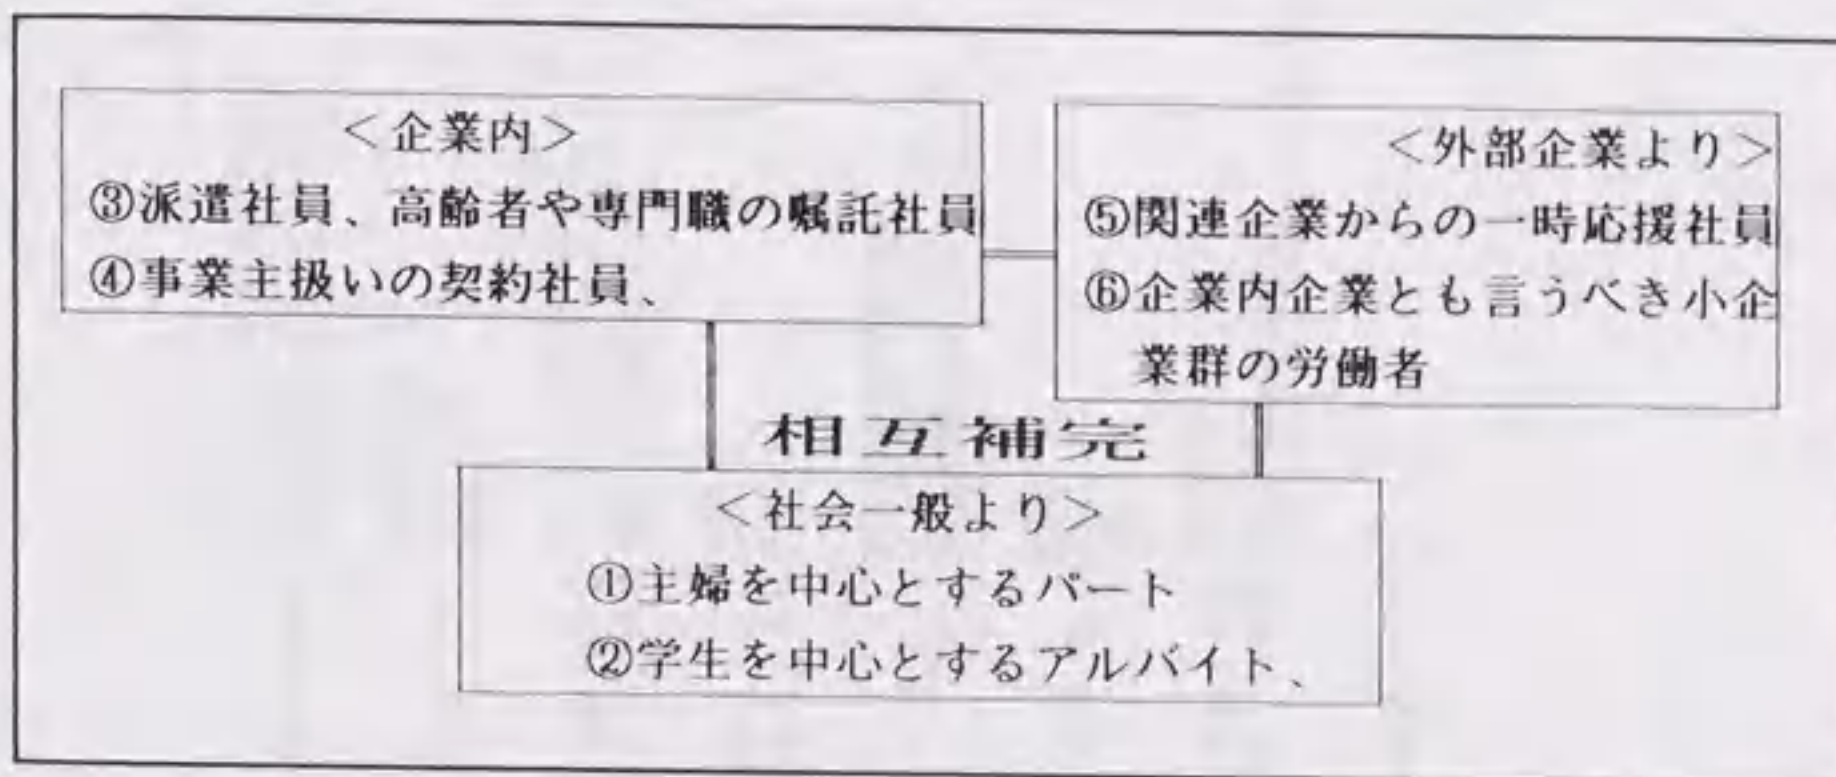 ＜企業内＞
③派遣社員、高齢者や専門職の嘱託社員
④事業主扱いの契約社員、
＜外部企業より＞
⑤関連企業からの一時応援社員
⑥企業内企業とも言うべき小企
業群の労働者
相互補完
＜社会一般より＞
①主婦を中心とするパート
②学生を中心とするアルバイト、